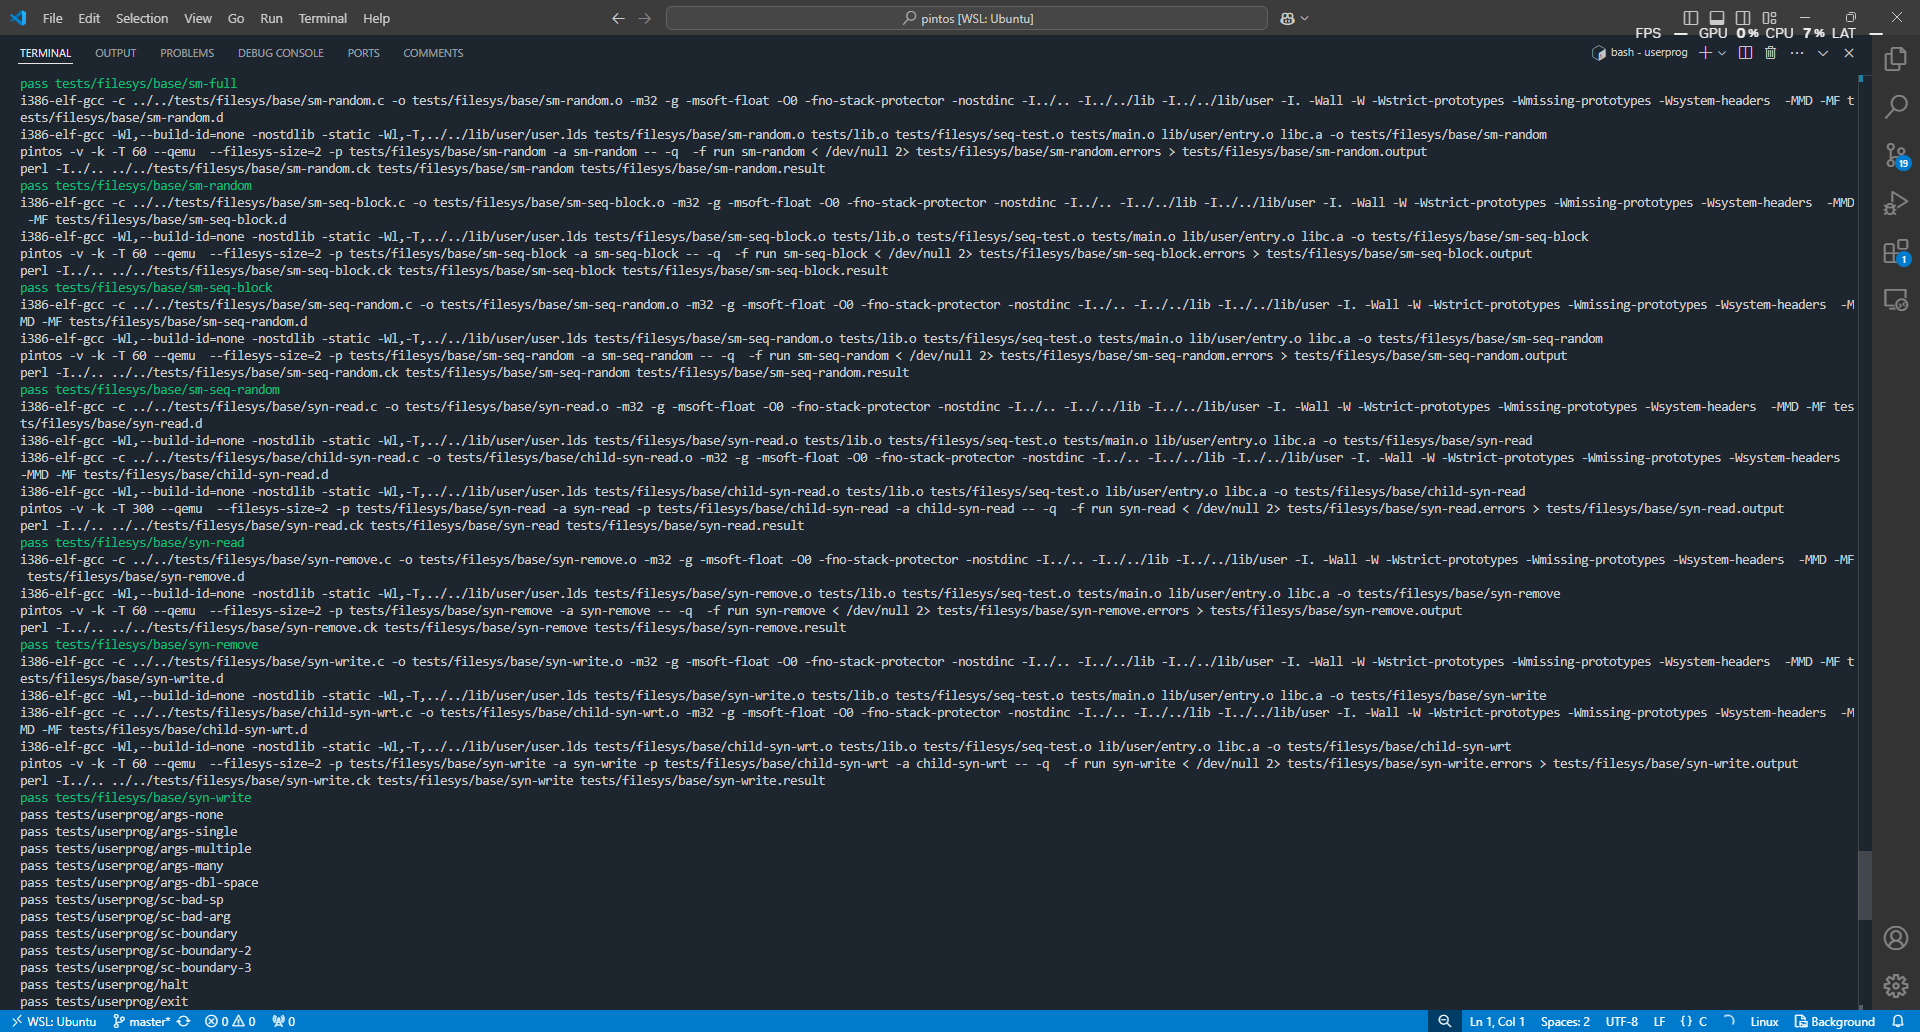 File Edit Selection View Go Run Terminal Help
pintos [WSL: Ubuntu]
FPS — GPU 0% CPU 7% LAT —
TERMINAL OUTPUT PROBLEMS DEBUG CONSOLE PORTS COMMENTS
bash - userprog
pass tests/filesys/base/sm-full
i386-elf-gcc -c ../../tests/filesys/base/sm-random.c -o tests/filesys/base/sm-random.o -m32 -g -msoft-float -O0 -fno-stack-protector -nostdinc -I../.. -I../../lib -I../../lib/user -I. -Wall -W -Wstrict-prototypes -Wmissing-prototypes -Wsystem-headers  -MMD -MF t
ests/filesys/base/sm-random.d
i386-elf-gcc -Wl,--build-id=none -nostdlib -static -Wl,-T,../../lib/user/user.lds tests/filesys/base/sm-random.o tests/lib.o tests/filesys/seq-test.o tests/main.o lib/user/entry.o libc.a -o tests/filesys/base/sm-random
pintos -v -k -T 60 --qemu  --filesys-size=2 -p tests/filesys/base/sm-random -a sm-random -- -q  -f run sm-random < /dev/null 2> tests/filesys/base/sm-random.errors > tests/filesys/base/sm-random.output
perl -I../.. ../../tests/filesys/base/sm-random.ck tests/filesys/base/sm-random tests/filesys/base/sm-random.result
pass tests/filesys/base/sm-random
i386-elf-gcc -c ../../tests/filesys/base/sm-seq-block.c -o tests/filesys/base/sm-seq-block.o -m32 -g -msoft-float -O0 -fno-stack-protector -nostdinc -I../.. -I../../lib -I../../lib/user -I. -Wall -W -Wstrict-prototypes -Wmissing-prototypes -Wsystem-headers  -MMD
 -MF tests/filesys/base/sm-seq-block.d
i386-elf-gcc -Wl,--build-id=none -nostdlib -static -Wl,-T,../../lib/user/user.lds tests/filesys/base/sm-seq-block.o tests/lib.o tests/filesys/seq-test.o tests/main.o lib/user/entry.o libc.a -o tests/filesys/base/sm-seq-block
pintos -v -k -T 60 --qemu  --filesys-size=2 -p tests/filesys/base/sm-seq-block -a sm-seq-block -- -q  -f run sm-seq-block < /dev/null 2> tests/filesys/base/sm-seq-block.errors > tests/filesys/base/sm-seq-block.output
perl -I../.. ../../tests/filesys/base/sm-seq-block.ck tests/filesys/base/sm-seq-block tests/filesys/base/sm-seq-block.result
pass tests/filesys/base/sm-seq-block
i386-elf-gcc -c ../../tests/filesys/base/sm-seq-random.c -o tests/filesys/base/sm-seq-random.o -m32 -g -msoft-float -O0 -fno-stack-protector -nostdinc -I../.. -I../../lib -I../../lib/user -I. -Wall -W -Wstrict-prototypes -Wmissing-prototypes -Wsystem-headers  -M
MD -MF tests/filesys/base/sm-seq-random.d
i386-elf-gcc -Wl,--build-id=none -nostdlib -static -Wl,-T,../../lib/user/user.lds tests/filesys/base/sm-seq-random.o tests/lib.o tests/filesys/seq-test.o tests/main.o lib/user/entry.o libc.a -o tests/filesys/base/sm-seq-random
pintos -v -k -T 60 --qemu  --filesys-size=2 -p tests/filesys/base/sm-seq-random -a sm-seq-random -- -q  -f run sm-seq-random < /dev/null 2> tests/filesys/base/sm-seq-random.errors > tests/filesys/base/sm-seq-random.output
perl -I../.. ../../tests/filesys/base/sm-seq-random.ck tests/filesys/base/sm-seq-random tests/filesys/base/sm-seq-random.result
pass tests/filesys/base/sm-seq-random
i386-elf-gcc -c ../../tests/filesys/base/syn-read.c -o tests/filesys/base/syn-read.o -m32 -g -msoft-float -O0 -fno-stack-protector -nostdinc -I../.. -I../../lib -I../../lib/user -I. -Wall -W -Wstrict-prototypes -Wmissing-prototypes -Wsystem-headers  -MMD -MF tes
ts/filesys/base/syn-read.d
i386-elf-gcc -Wl,--build-id=none -nostdlib -static -Wl,-T,../../lib/user/user.lds tests/filesys/base/syn-read.o tests/lib.o tests/filesys/seq-test.o tests/main.o lib/user/entry.o libc.a -o tests/filesys/base/syn-read
i386-elf-gcc -c ../../tests/filesys/base/child-syn-read.c -o tests/filesys/base/child-syn-read.o -m32 -g -msoft-float -O0 -fno-stack-protector -nostdinc -I../.. -I../../lib -I../../lib/user -I. -Wall -W -Wstrict-prototypes -Wmissing-prototypes -Wsystem-headers
-MMD -MF tests/filesys/base/child-syn-read.d
i386-elf-gcc -Wl,--build-id=none -nostdlib -static -Wl,-T,../../lib/user/user.lds tests/filesys/base/child-syn-read.o tests/lib.o tests/filesys/seq-test.o lib/user/entry.o libc.a -o tests/filesys/base/child-syn-read
pintos -v -k -T 300 --qemu  --filesys-size=2 -p tests/filesys/base/syn-read -a syn-read -p tests/filesys/base/child-syn-read -a child-syn-read -- -q  -f run syn-read < /dev/null 2> tests/filesys/base/syn-read.errors > tests/filesys/base/syn-read.output
perl -I../.. ../../tests/filesys/base/syn-read.ck tests/filesys/base/syn-read tests/filesys/base/syn-read.result
pass tests/filesys/base/syn-read
i386-elf-gcc -c ../../tests/filesys/base/syn-remove.c -o tests/filesys/base/syn-remove.o -m32 -g -msoft-float -O0 -fno-stack-protector -nostdinc -I../.. -I../../lib -I../../lib/user -I. -Wall -W -Wstrict-prototypes -Wmissing-prototypes -Wsystem-headers  -MMD -MF
 tests/filesys/base/syn-remove.d
i386-elf-gcc -Wl,--build-id=none -nostdlib -static -Wl,-T,../../lib/user/user.lds tests/filesys/base/syn-remove.o tests/lib.o tests/filesys/seq-test.o tests/main.o lib/user/entry.o libc.a -o tests/filesys/base/syn-remove
pintos -v -k -T 60 --qemu  --filesys-size=2 -p tests/filesys/base/syn-remove -a syn-remove -- -q  -f run syn-remove < /dev/null 2> tests/filesys/base/syn-remove.errors > tests/filesys/base/syn-remove.output
perl -I../.. ../../tests/filesys/base/syn-remove.ck tests/filesys/base/syn-remove tests/filesys/base/syn-remove.result
pass tests/filesys/base/syn-remove
i386-elf-gcc -c ../../tests/filesys/base/syn-write.c -o tests/filesys/base/syn-write.o -m32 -g -msoft-float -O0 -fno-stack-protector -nostdinc -I../.. -I../../lib -I../../lib/user -I. -Wall -W -Wstrict-prototypes -Wmissing-prototypes -Wsystem-headers  -MMD -MF t
ests/filesys/base/syn-write.d
i386-elf-gcc -Wl,--build-id=none -nostdlib -static -Wl,-T,../../lib/user/user.lds tests/filesys/base/syn-write.o tests/lib.o tests/filesys/seq-test.o tests/main.o lib/user/entry.o libc.a -o tests/filesys/base/syn-write
i386-elf-gcc -c ../../tests/filesys/base/child-syn-wrt.c -o tests/filesys/base/child-syn-wrt.o -m32 -g -msoft-float -O0 -fno-stack-protector -nostdinc -I../.. -I../../lib -I../../lib/user -I. -Wall -W -Wstrict-prototypes -Wmissing-prototypes -Wsystem-headers  -M
MD -MF tests/filesys/base/child-syn-wrt.d
i386-elf-gcc -Wl,--build-id=none -nostdlib -static -Wl,-T,../../lib/user/user.lds tests/filesys/base/child-syn-wrt.o tests/lib.o tests/filesys/seq-test.o lib/user/entry.o libc.a -o tests/filesys/base/child-syn-wrt
pintos -v -k -T 60 --qemu  --filesys-size=2 -p tests/filesys/base/syn-write -a syn-write -p tests/filesys/base/child-syn-wrt -a child-syn-wrt -- -q  -f run syn-write < /dev/null 2> tests/filesys/base/syn-write.errors > tests/filesys/base/syn-write.output
perl -I../.. ../../tests/filesys/base/syn-write.ck tests/filesys/base/syn-write tests/filesys/base/syn-write.result
pass tests/filesys/base/syn-write
pass tests/userprog/args-none
pass tests/userprog/args-single
pass tests/userprog/args-multiple
pass tests/userprog/args-many
pass tests/userprog/args-dbl-space
pass tests/userprog/sc-bad-sp
pass tests/userprog/sc-bad-arg
pass tests/userprog/sc-boundary
pass tests/userprog/sc-boundary-2
pass tests/userprog/sc-boundary-3
pass tests/userprog/halt
pass tests/userprog/exit
19
1
WSL: Ubuntu master* 0 0 0 Ln 1, Col 1 Spaces: 2 UTF-8 LF {} C Linux Background